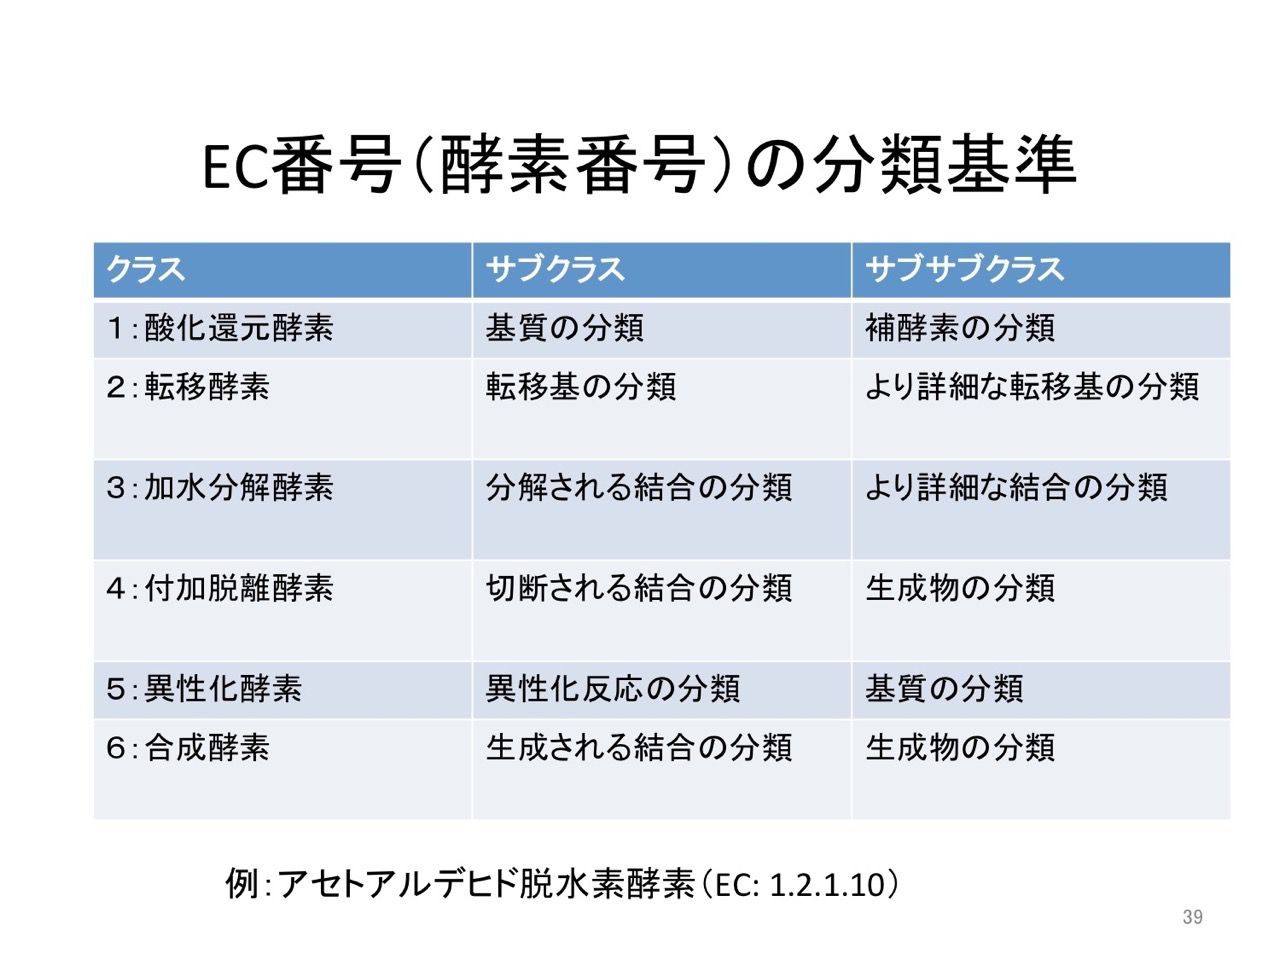 EC番号（酵素番号）の分類基準
クラス サブクラス サブサブクラス
１：酸化還元酵素 基質の分類 補酵素の分類
２：転移酵素 転移基の分類 より詳細な転移基の分類
３：加水分解酵素 分解される結合の分類 より詳細な結合の分類
４：付加脱離酵素 切断される結合の分類 生成物の分類
５：異性化酵素 異性化反応の分類 基質の分類
６：合成酵素 生成される結合の分類 生成物の分類
例：アセトアルデヒド脱水素酵素（EC: 1.2.1.10）
39